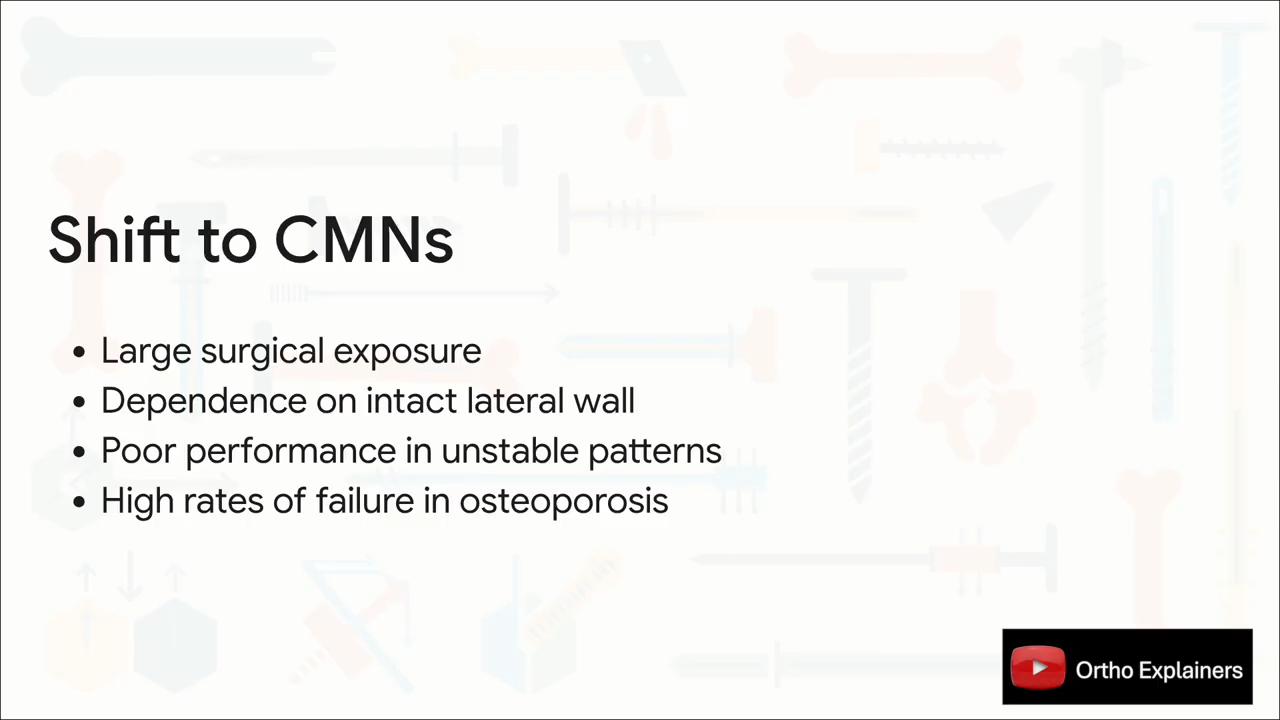 Shift to CMNs
• Large surgical exposure
• Dependence on intact lateral wall
• Poor performance in unstable patterns
• High rates of failure in osteoporosis
Ortho Explainers